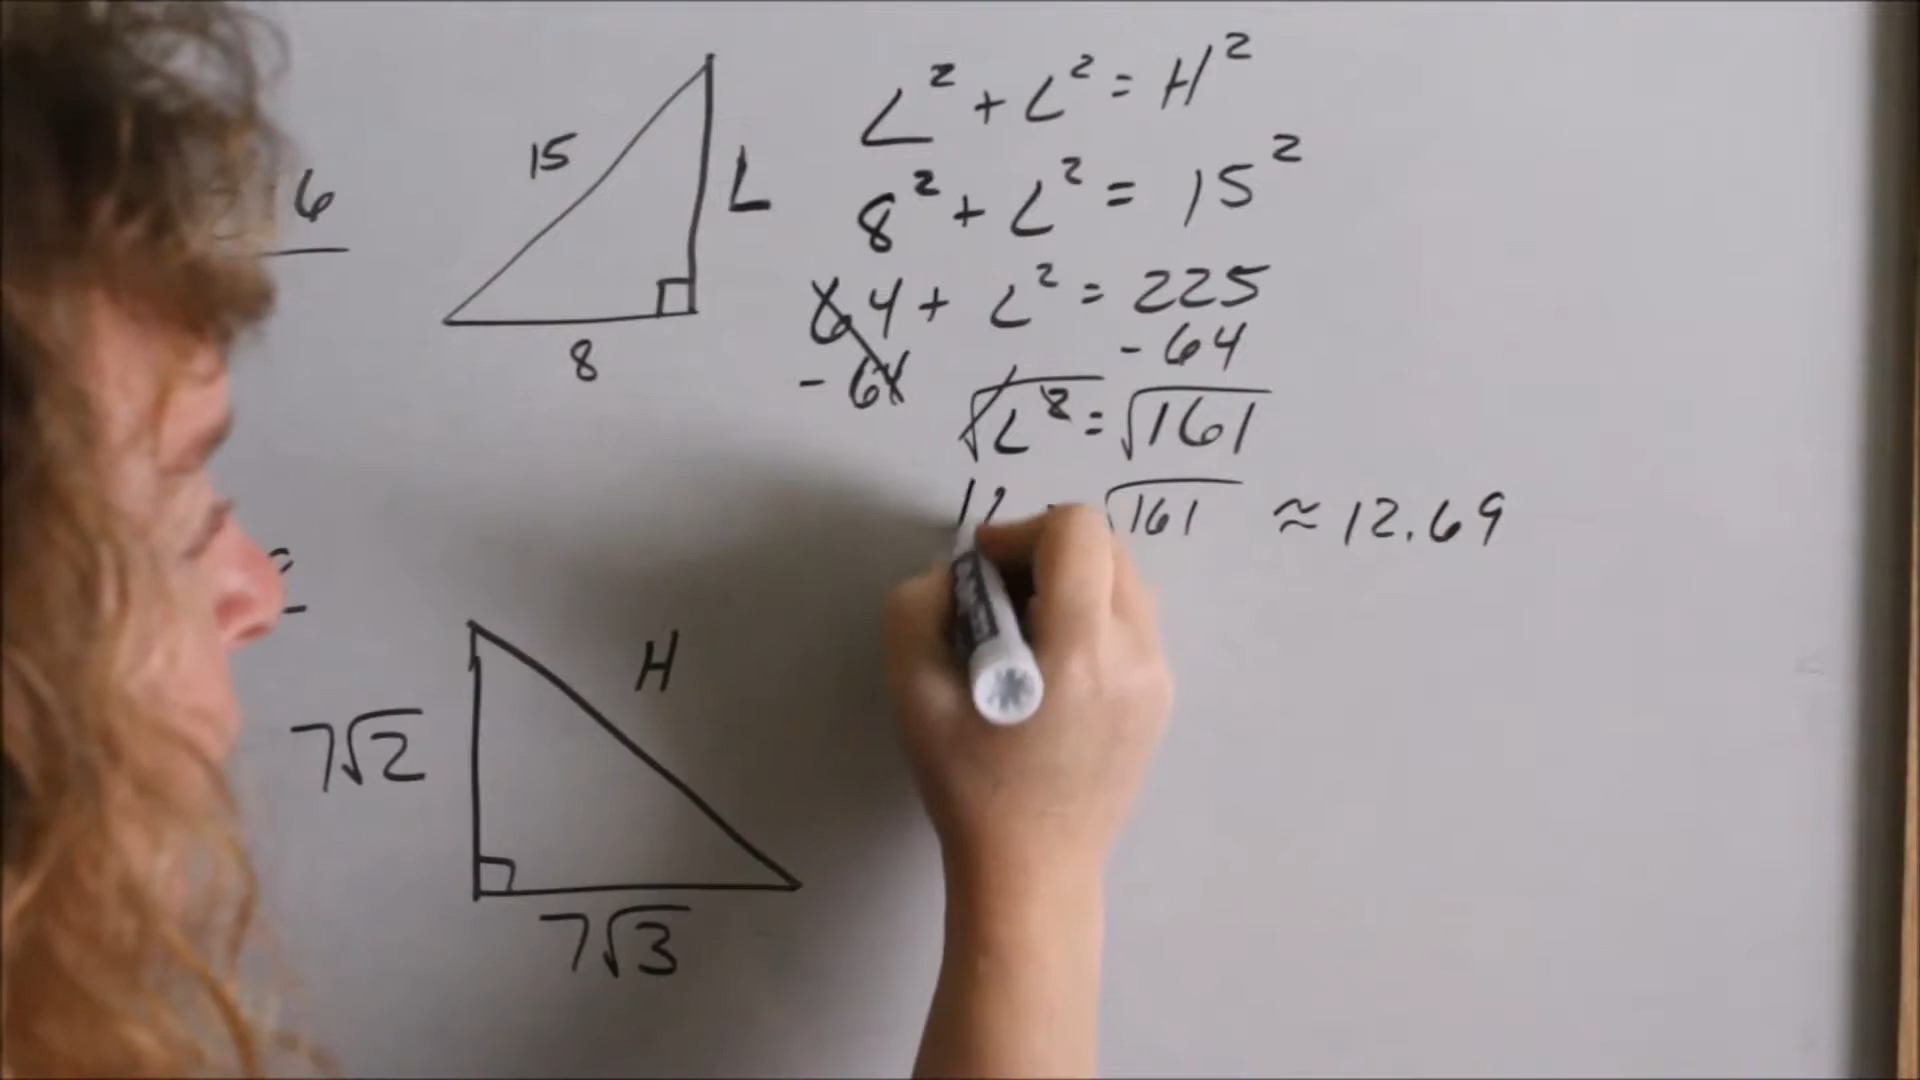 6
15
L
8
L² + L² = H²
8² + L² = 15²
64 + L² = 225
- 64
- 64
√L² = √161
√161 ≈ 12.69
H
7√2
7√3